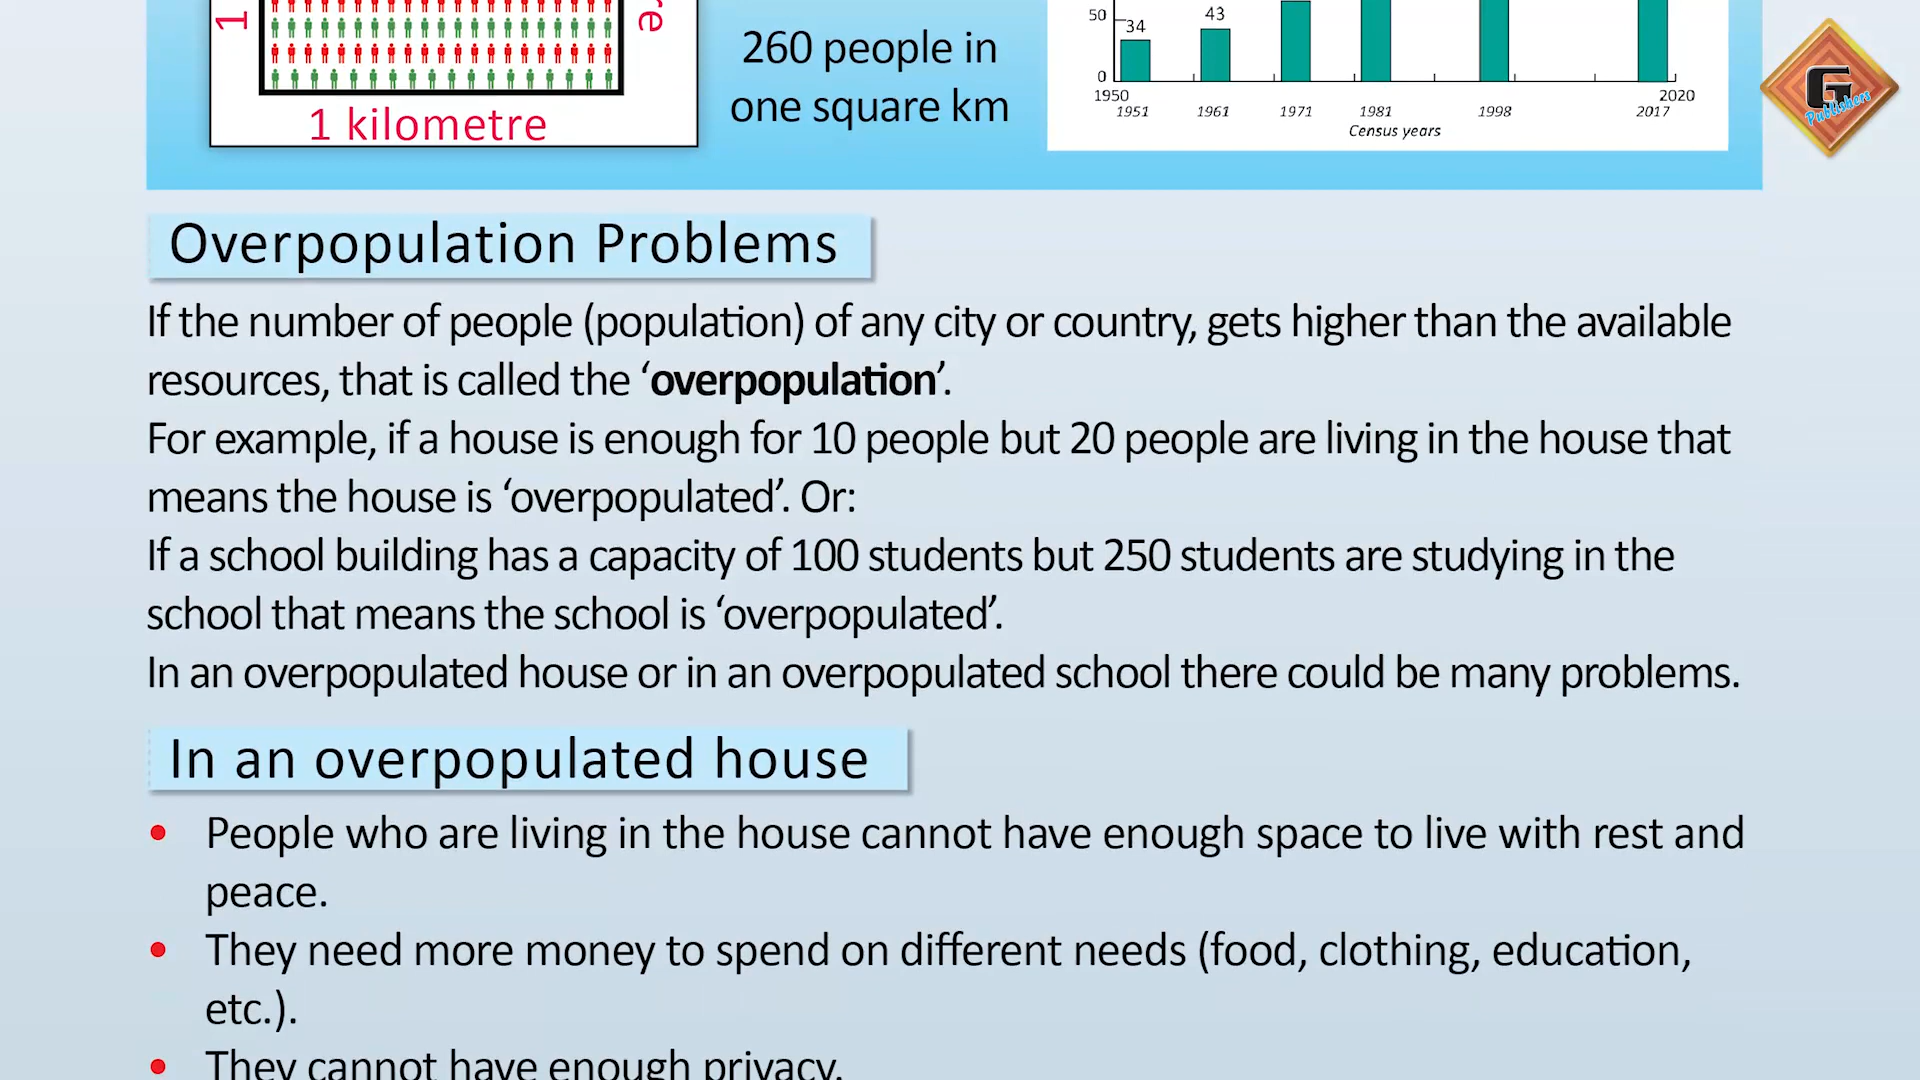 1
re
1 kilometre
260 people in
one square km
50
34
43
0
1950
2020
1951 1961 1971 1981 1998 2017
Census years
G
Publishers
Overpopulation Problems
If the number of people (population) of any city or country, gets higher than the available
resources, that is called the ‘overpopulation’.
For example, if a house is enough for 10 people but 20 people are living in the house that
means the house is ‘overpopulated’. Or:
If a school building has a capacity of 100 students but 250 students are studying in the
school that means the school is ‘overpopulated’.
In an overpopulated house or in an overpopulated school there could be many problems.
In an overpopulated house
• People who are living in the house cannot have enough space to live with rest and
peace.
• They need more money to spend on different needs (food, clothing, education,
etc.).
• They cannot have enough privacy.